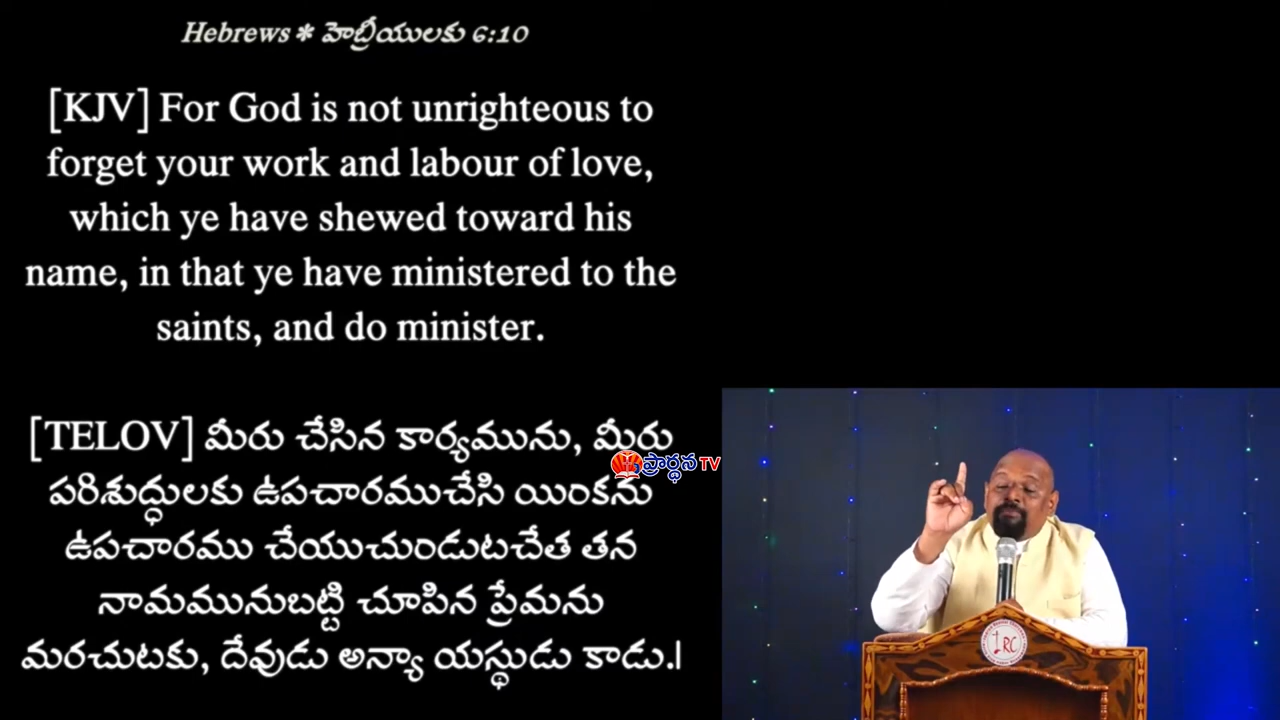 Hebrews * హెబ్రీయులకు 6:10
[KJV] For God is not unrighteous to
forget your work and labour of love,
which ye have shewed toward his
name, in that ye have ministered to the
saints, and do minister.
[TELOV] మీరు చేసిన కార్యమును, మీరు
పరిశుద్ధులకు ఉపచారముచేసి యింకను
ఉపచారము చేయుచుండుటచేత తన
నామమునుబట్టి చూపిన ప్రేమను
మరచుటకు, దేవుడు అన్యా యస్థుడు కాడు.|
ప్రార్థన TV
IRC